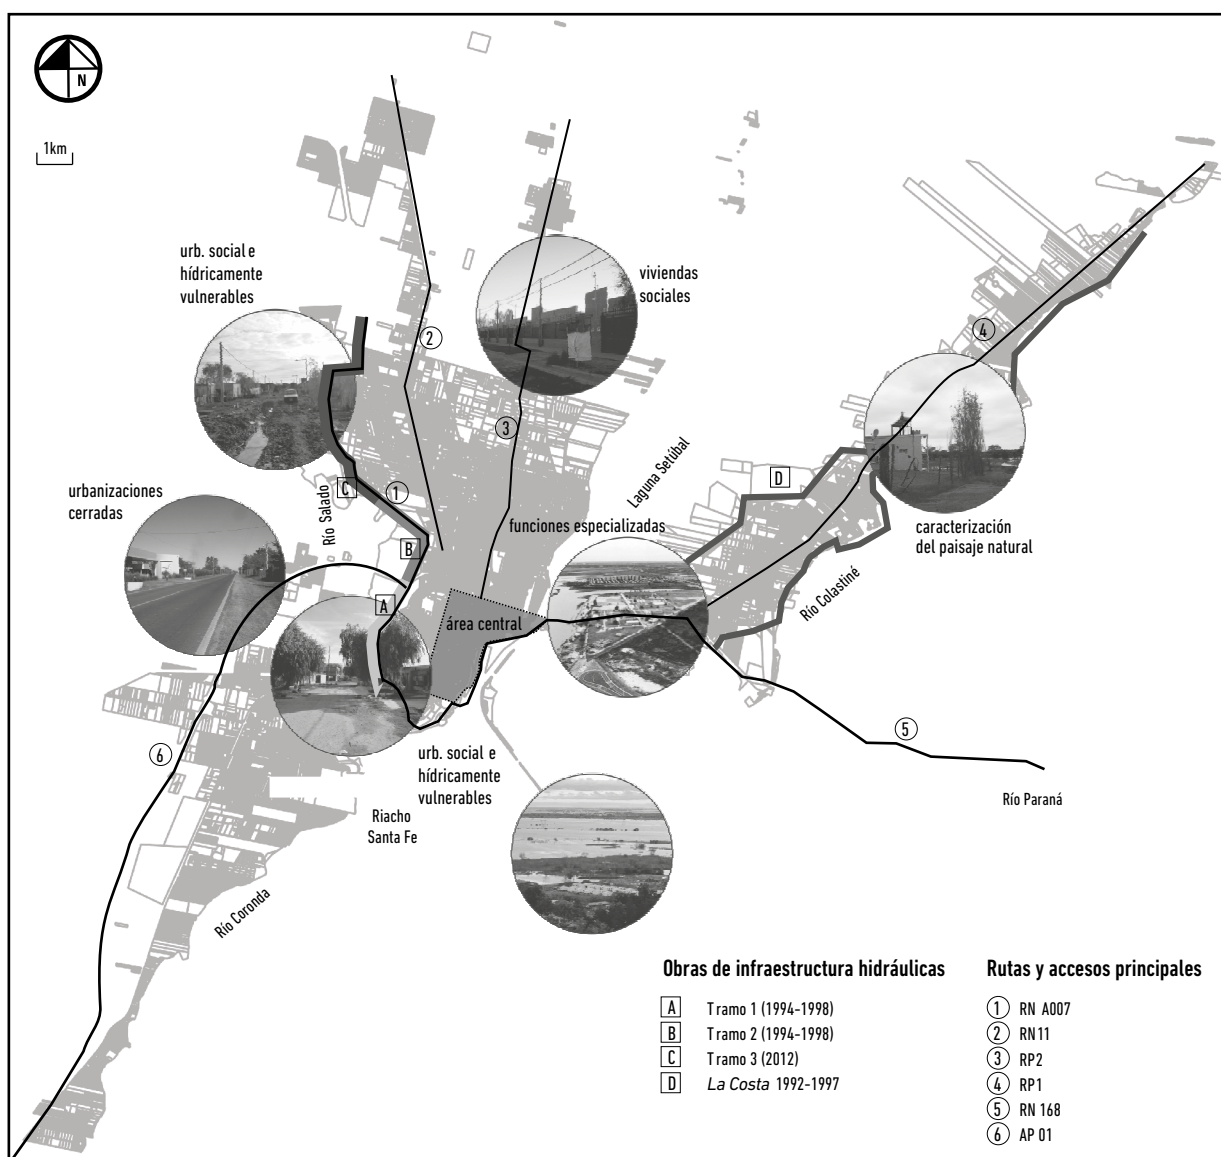 N
1km
urb. social e
hídricamente
vulnerables
viviendas
sociales
2
4
3
urbanizaciones
cerradas
C
1
Río Salado
B
Laguna Setúbal
D
funciones especializadas
caracterización
del paisaje natural
A
área central
Río Colastiné
6
5
urb. social e
hídricamente
vulnerables
Riacho
Santa Fe
Río Paraná
Río Coronda
Obras de infraestructura hidráulicas
A Tramo 1 (1994-1998)
B Tramo 2 (1994-1998)
C Tramo 3 (2012)
D La Costa 1992-1997
Rutas y accesos principales
1 RN A007
2 RN11
3 RP2
4 RP1
5 RN 168
6 AP 01